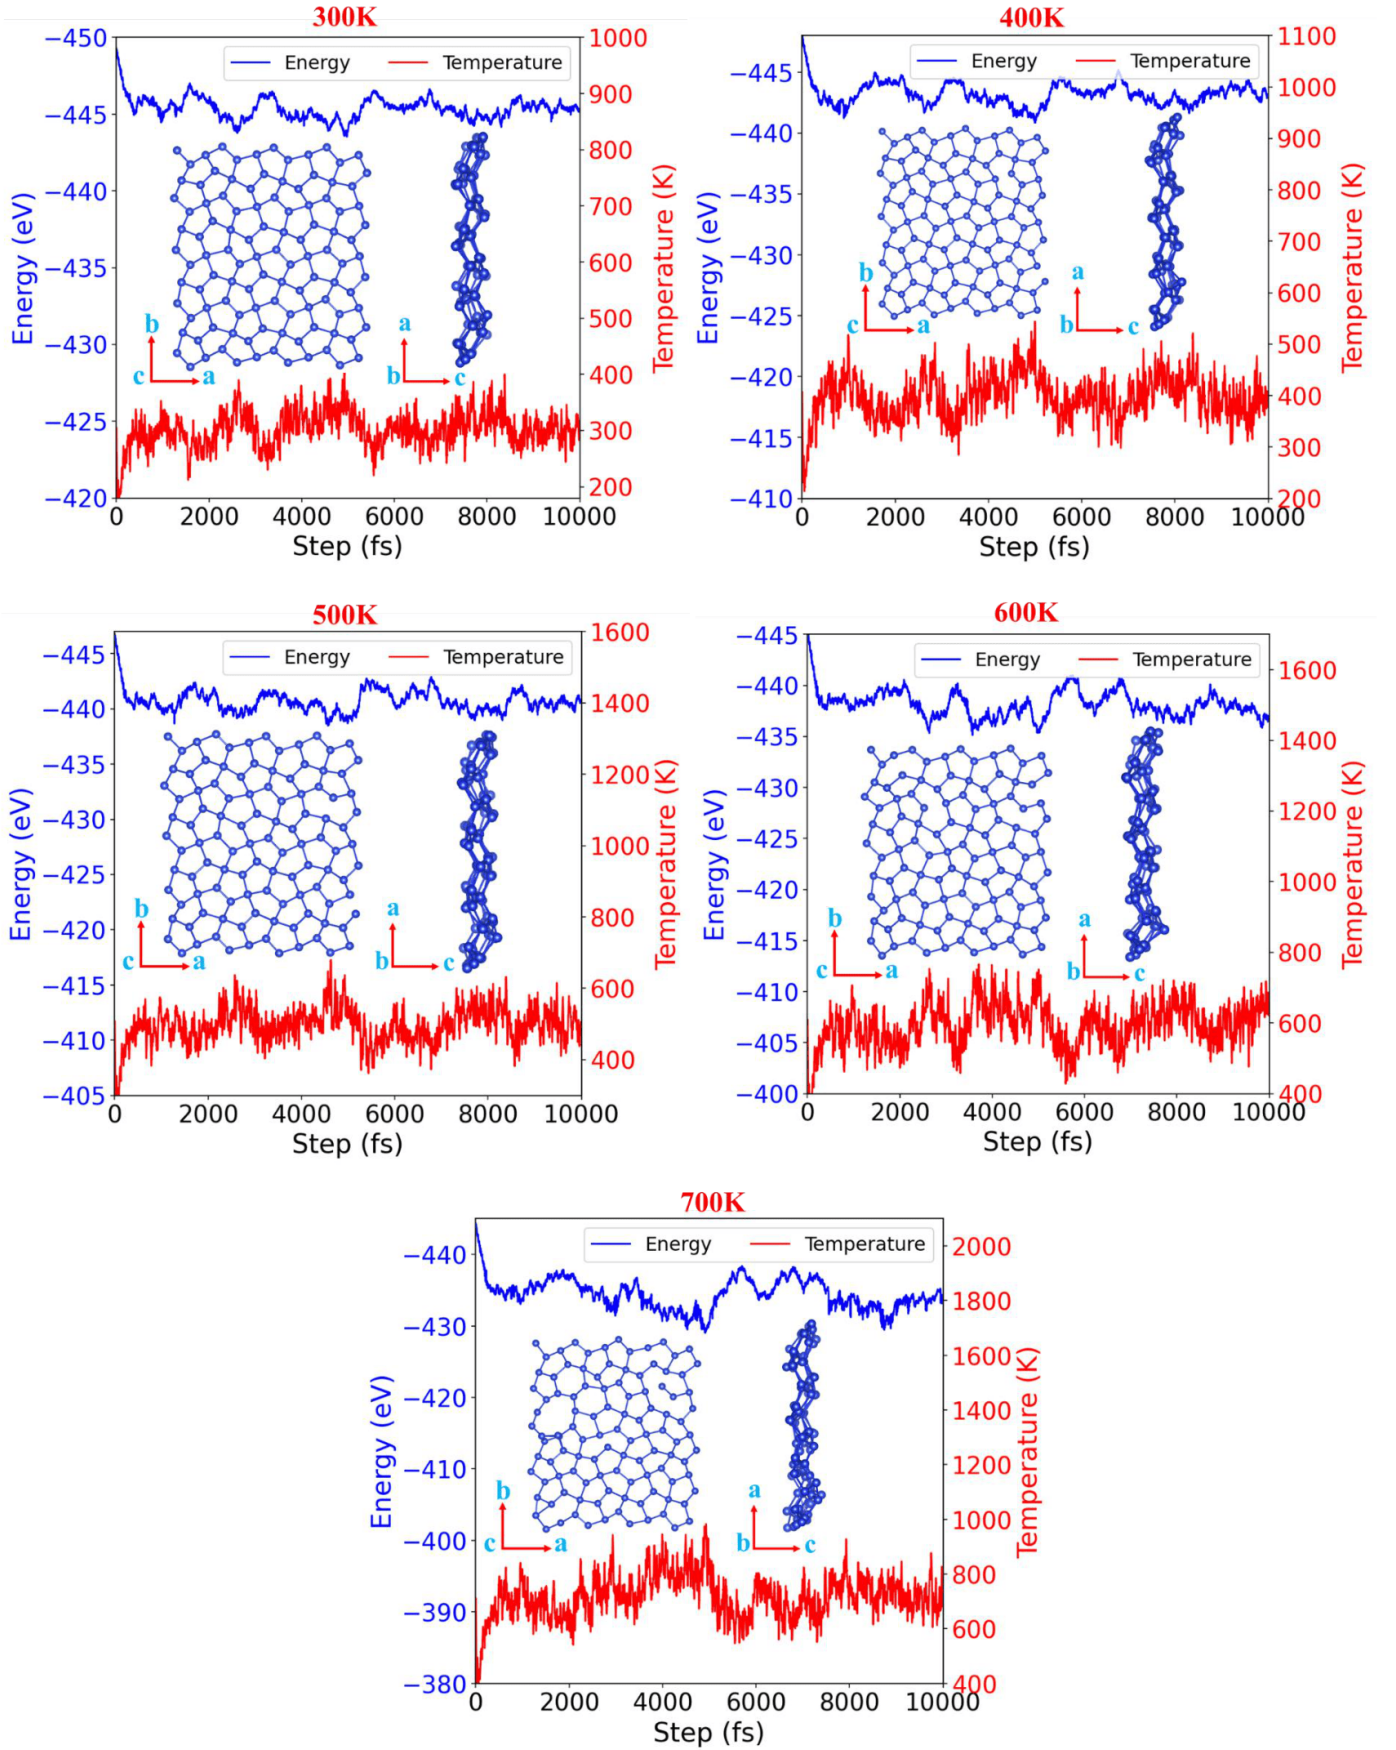 300K
Energy Temperature
−450
−445
−440
−435
−430
−425
−420
Energy (eV)
1000
900
800
700
600
500
400
300
200
Temperature (K)
b
c a
a
b c
0 2000 4000 6000 8000 10000
Step (fs)
400K
Energy Temperature
−445
−440
−435
−430
−425
−420
−415
−410
Energy (eV)
1100
1000
900
800
700
600
500
400
300
200
Temperature (K)
b
c a
a
b c
0 2000 4000 6000 8000 10000
Step (fs)
500K
Energy Temperature
−445
−440
−435
−430
−425
−420
−415
−410
−405
Energy (eV)
1600
1400
1200
1000
800
600
400
Temperature (K)
b
c a
a
b c
0 2000 4000 6000 8000 10000
Step (fs)
600K
Energy Temperature
−445
−440
−435
−430
−425
−420
−415
−410
−405
−400
Energy (eV)
1600
1400
1200
1000
800
600
400
Temperature (K)
b
c a
a
b c
0 2000 4000 6000 8000 10000
Step (fs)
700K
Energy Temperature
−440
−430
−420
−410
−400
−390
−380
Energy (eV)
2000
1800
1600
1400
1200
1000
800
600
400
Temperature (K)
b
c a
a
b c
0 2000 4000 6000 8000 10000
Step (fs)